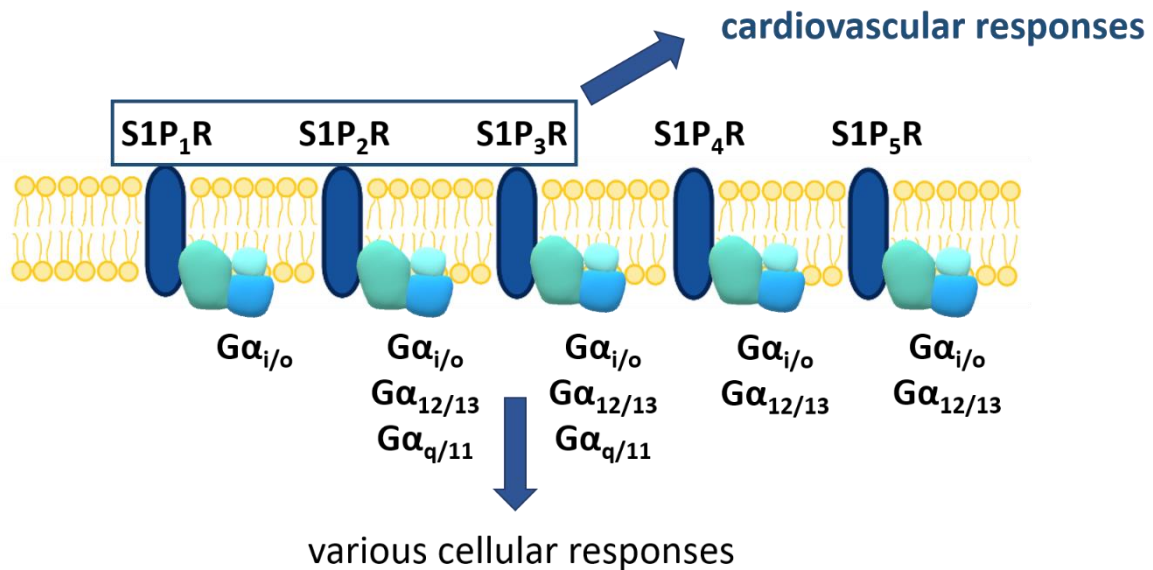 cardiovascular responses
S1P₁R S1P₂R S1P₃R S1P₄R S1P₅R
Gαi/o Gαi/o Gαi/o Gαi/o Gαi/o
Gα12/13 Gα12/13 Gα12/13 Gα12/13
Gαq/11 Gαq/11
various cellular responses